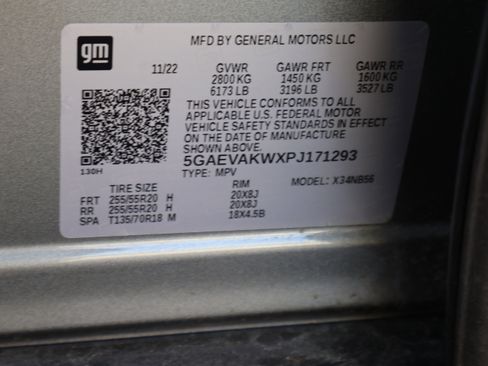 gm
MFD BY GENERAL MOTORS LLC
11/22 GVWR GAWR FRT GAWR RR
2800 KG 1450 KG 1600 KG
6173 LB 3196 LB 3527 LB
THIS VEHICLE CONFORMS TO ALL
APPLICABLE U.S. FEDERAL MOTOR
VEHICLE SAFETY STANDARDS IN EFFECT
ON THE DATE OF MANUFACTURE
SHOWN ABOVE.
5GAEVAKWXPJ171293
130H TYPE: MPV MODEL: X34NB56
TIRE SIZE RIM
FRT 255/55R20 H 20X8J
RR 255/55R20 H 20X8J
SPA T135/70R18 M 18X4.5B